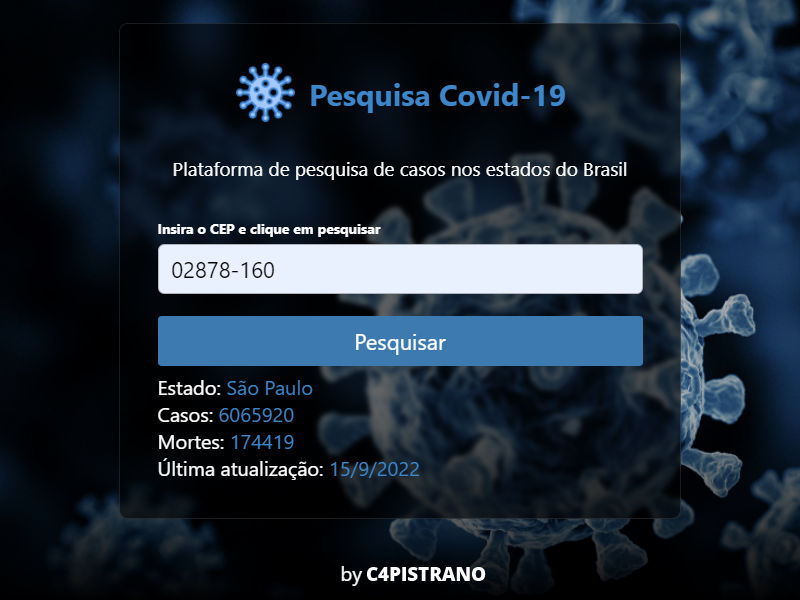 Pesquisa Covid-19
Plataforma de pesquisa de casos nos estados do Brasil
Insira o CEP e clique em pesquisar
02878-160
Pesquisar
Estado: São Paulo
Casos: 6065920
Mortes: 174419
Última atualização: 15/9/2022
by C4PISTRANO